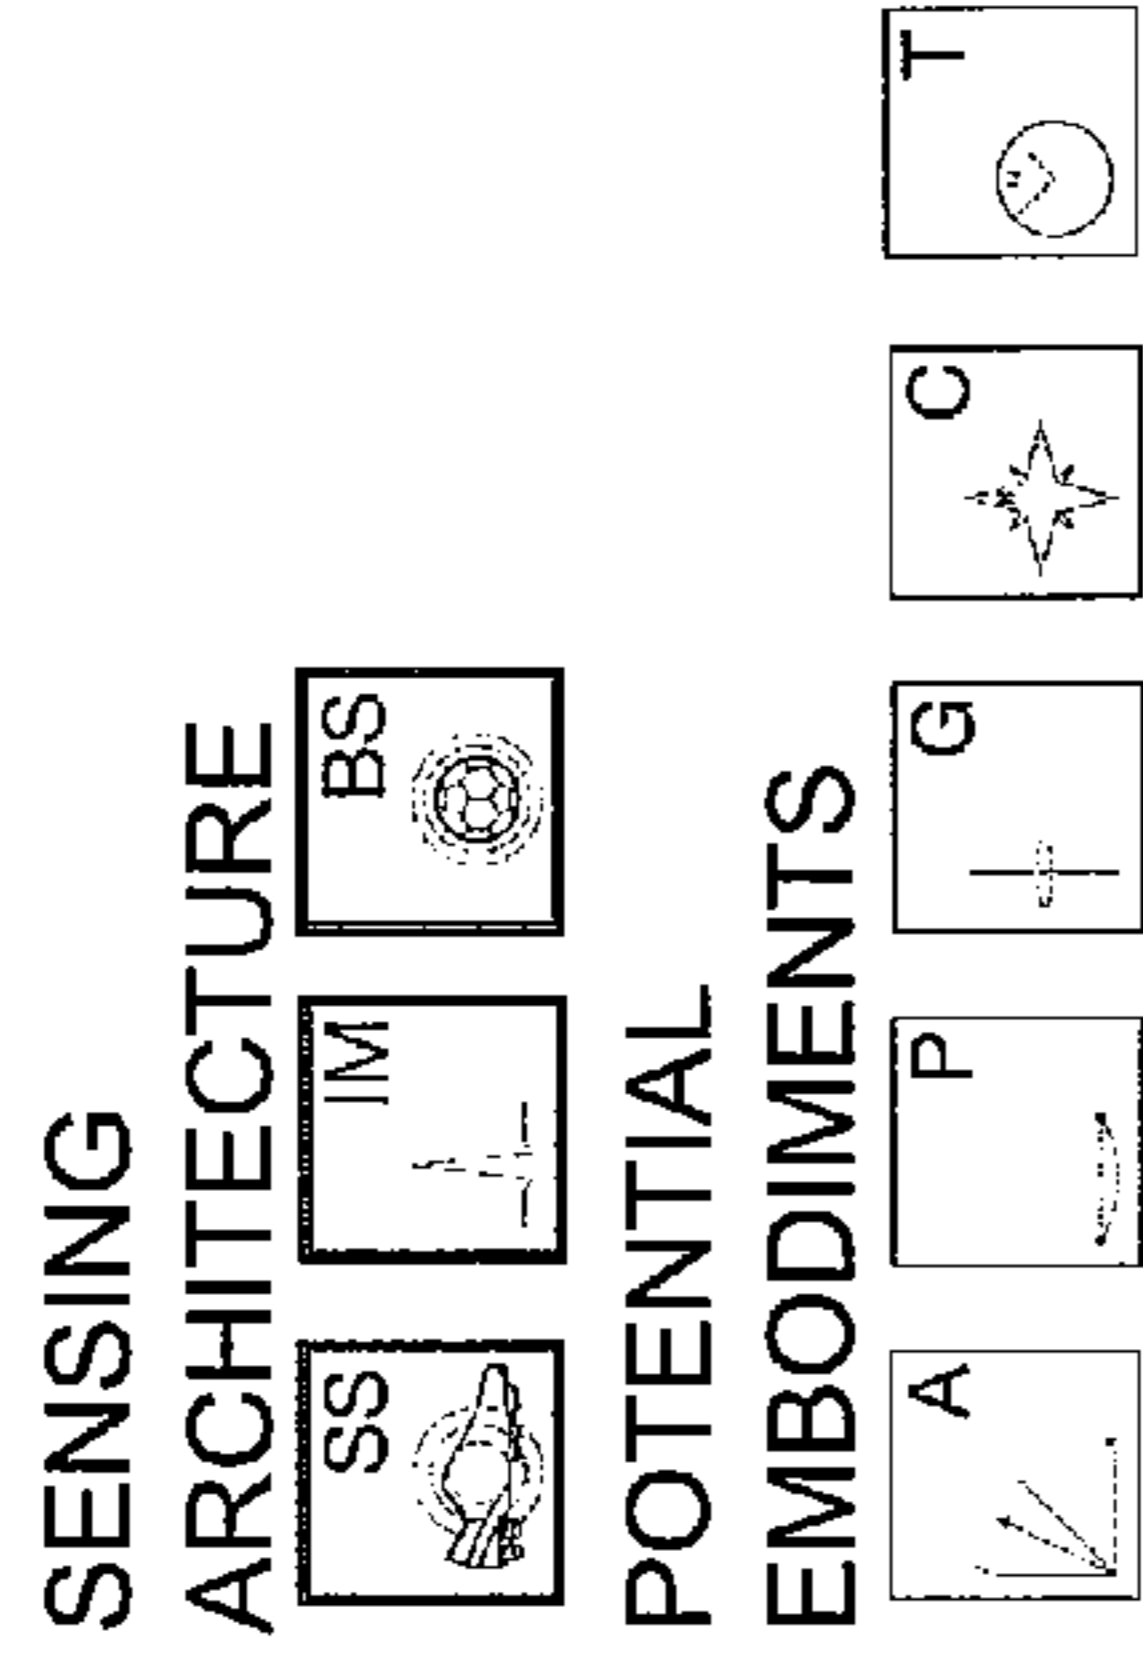 SENSING
ARCHITECTURE
SS IM BS
POTENTIAL
EMBODIMENTS
A P G C T